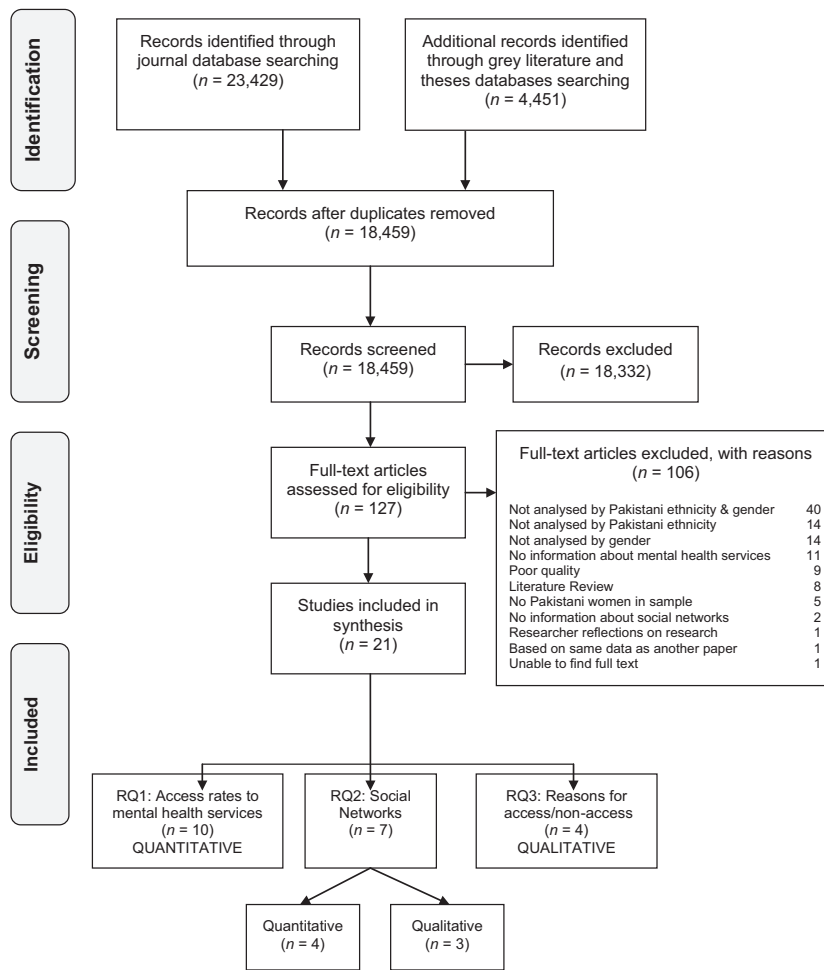 Identification
Records identified through
journal database searching
(n = 23,429)
Additional records identified
through grey literature and
theses databases searching
(n = 4,451)
Records after duplicates removed
(n = 18,459)
Screening
Records screened
(n = 18,459)
Records excluded
(n = 18,332)
Eligibility
Full-text articles
assessed for eligibility
(n = 127)
Full-text articles excluded, with reasons
(n = 106)
Not analysed by Pakistani ethnicity & gender 40
Not analysed by Pakistani ethnicity 14
Not analysed by gender 14
No information about mental health services 11
Poor quality 9
Literature Review 8
No Pakistani women in sample 5
No information about social networks 2
Researcher reflections on research 1
Based on same data as another paper 1
Unable to find full text 1
Studies included in
synthesis
(n = 21)
Included
RQ1: Access rates to
mental health services
(n = 10)
QUANTITATIVE
RQ2: Social
Networks
(n = 7)
RQ3: Reasons for
access/non-access
(n = 4)
QUALITATIVE
Quantitative
(n = 4)
Qualitative
(n = 3)